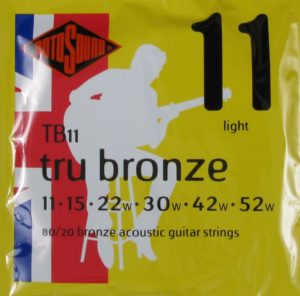 ROTOSOUND
11
light
TB11
tru bronze
11 · 15 · 22w · 30w · 42w · 52w
80/20 bronze acoustic guitar strings